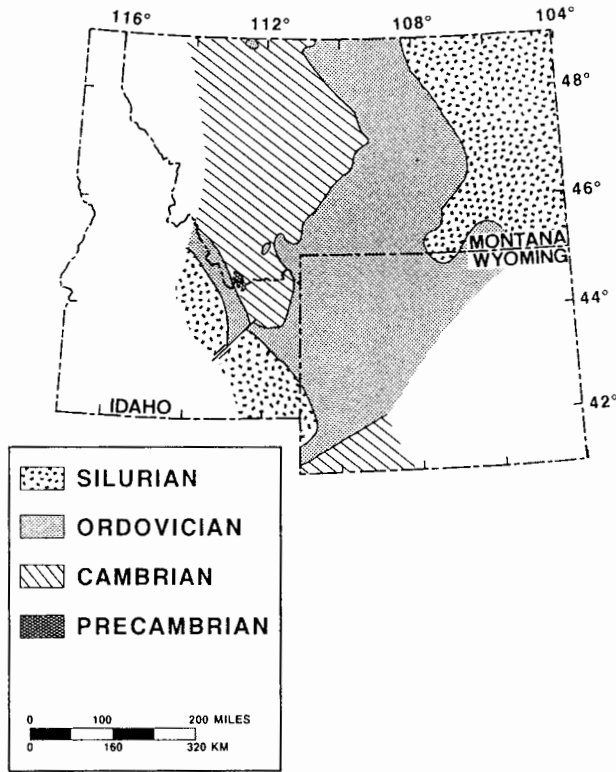 116° 112° 108° 104°
48°
46°
MONTANA
WYOMING
44°
42°
IDAHO
SILURIAN
ORDOVICIAN
CAMBRIAN
PRECAMBRIAN
0 100 200 MILES
0 160 320 KM